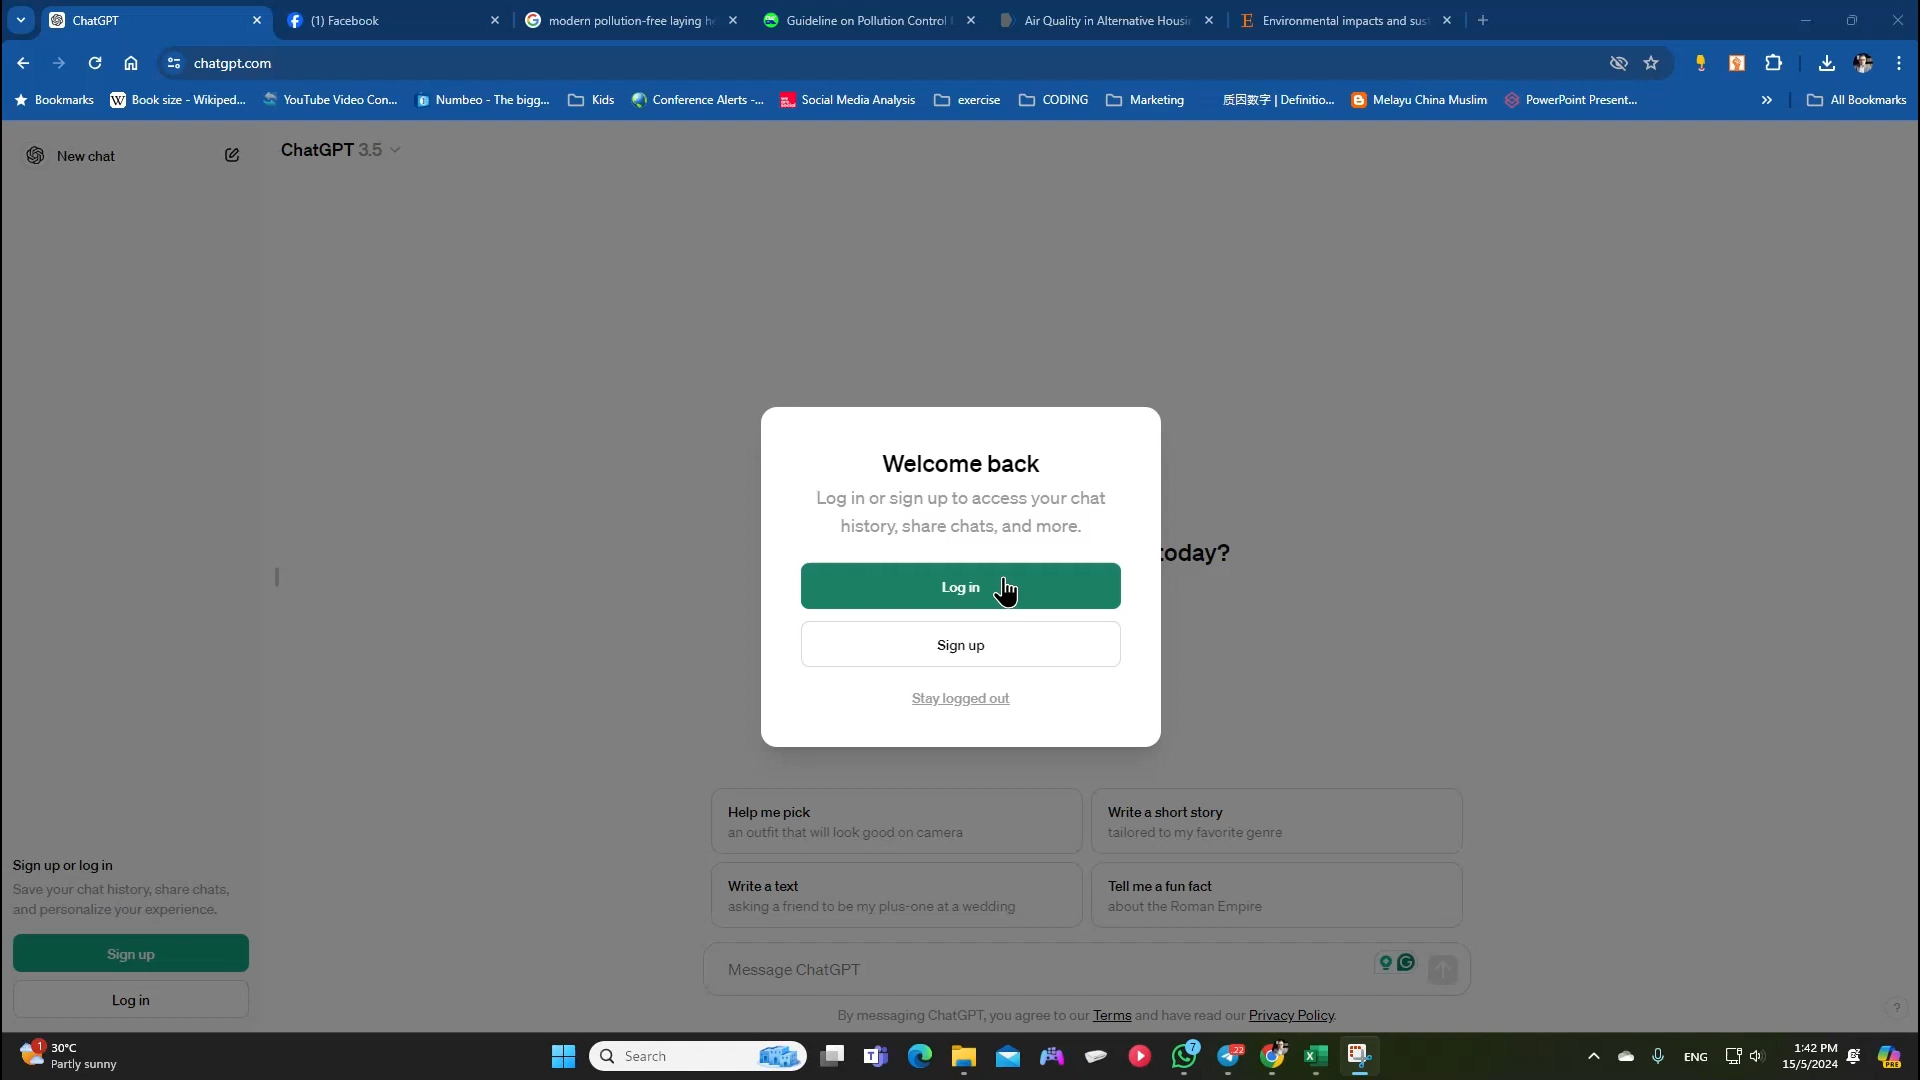 ChatGPT
(1) Facebook
modern pollution-free laying he
Guideline on Pollution Control
Air Quality in Alternative Housi
Environmental impacts and sus
chatgpt.com
Bookmarks
W Book size - Wikiped...
YouTube Video Con...
Numbeo - The bigg...
Kids
Conference Alerts -...
Social Media Analysis
exercise
CODING
Marketing
质因数字 | Definitio...
Melayu China Muslim
PowerPoint Present...
»
All Bookmarks
New chat
ChatGPT 3.5
today?
Welcome back
Log in or sign up to access your chat
history, share chats, and more.
Log in
Sign up
Stay logged out
Help me pick
an outfit that will look good on camera
Write a short story
tailored to my favorite genre
Write a text
asking a friend to be my plus-one at a wedding
Tell me a fun fact
about the Roman Empire
Sign up or log in
Save your chat history, share chats,
and personalize your experience.
Sign up
Log in
Message ChatGPT
By messaging ChatGPT, you agree to our Terms and have read our Privacy Policy.
?
1
30°C
Partly sunny
Search
7
22
ENG
1:42 PM
15/5/2024
PRE